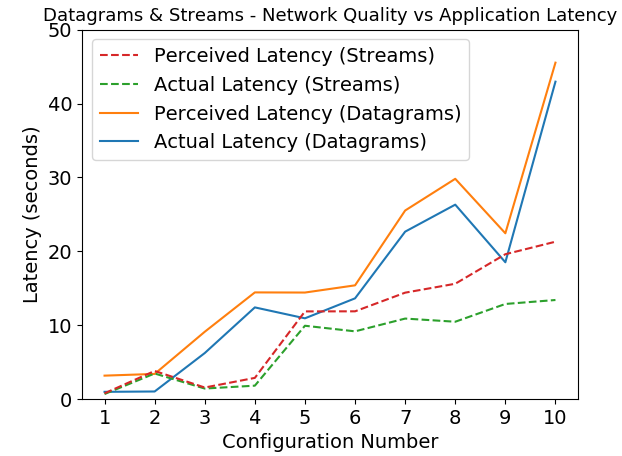 Datagrams & Streams - Network Quality vs Application Latency
50
40
30
20
10
0
Latency (seconds)
Perceived Latency (Streams)
Actual Latency (Streams)
Perceived Latency (Datagrams)
Actual Latency (Datagrams)
1 2 3 4 5 6 7 8 9 10
Configuration Number